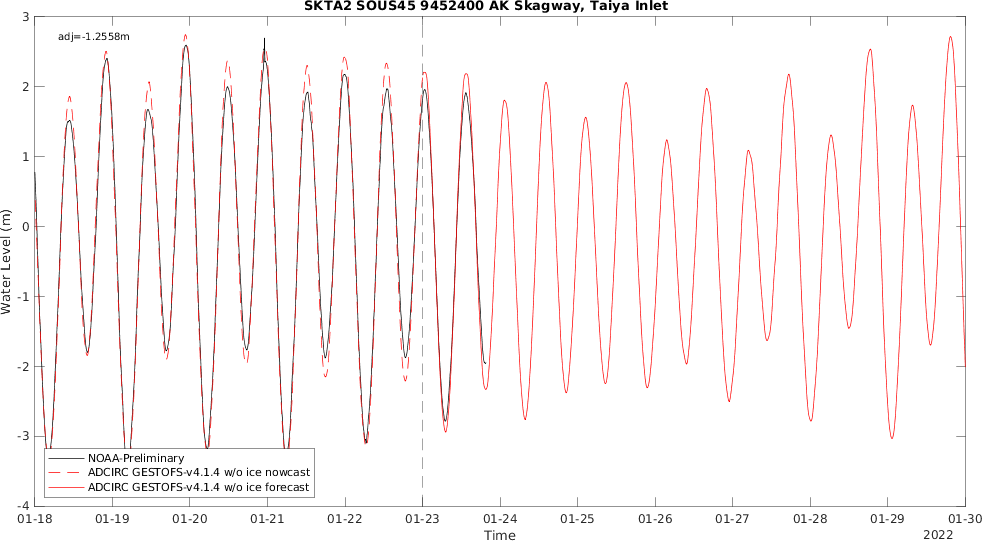 SKTA2 SOUS45 9452400 AK Skagway, Taiya Inlet
adj=-1.2558m
3
2
1
0
-1
-2
-3
-4
Water Level (m)
NOAA-Preliminary
ADCIRC GESTOFS-v4.1.4 w/o ice nowcast
ADCIRC GESTOFS-v4.1.4 w/o ice forecast
01-18 01-19 01-20 01-21 01-22 01-23 01-24 01-25 01-26 01-27 01-28 01-29 01-30
Time
2022